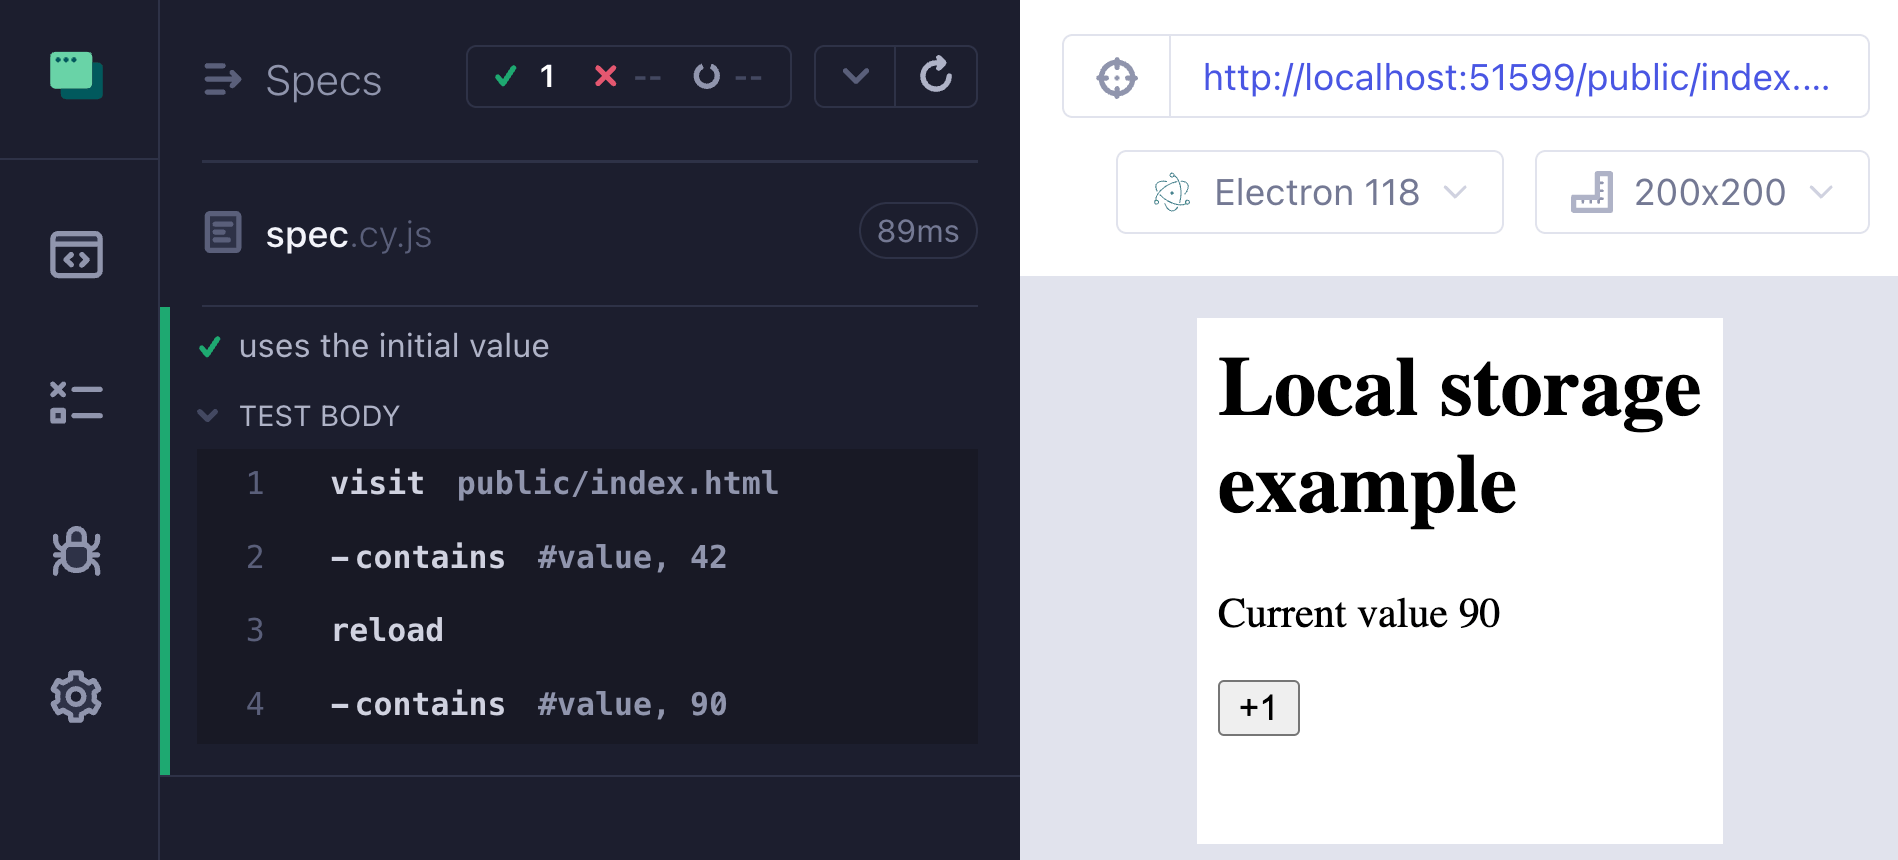 Specs
1 -- --
spec.cy.js
89ms
uses the initial value
TEST BODY
1 visit public/index.html
2 -contains #value, 42
3 reload
4 -contains #value, 90
http://localhost:51599/public/index....
Electron 118
200x200
Local storage
example
Current value 90
+1